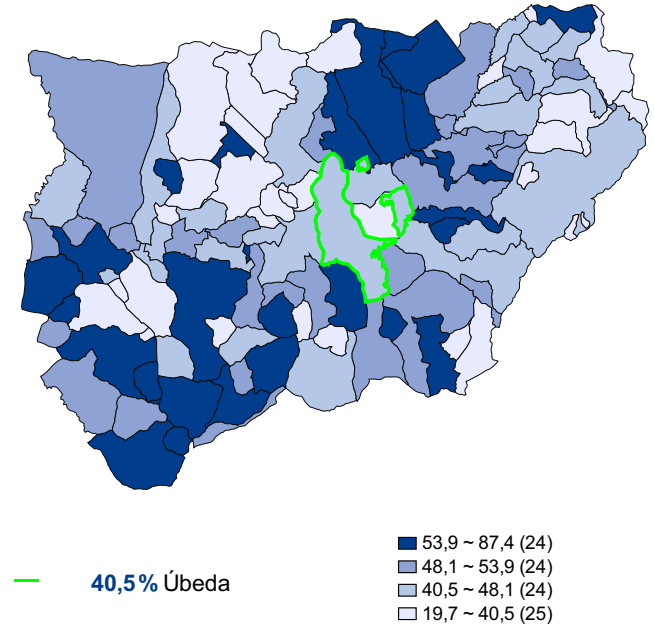 40,5% Úbeda
53,9 ~ 87,4 (24)
48,1 ~ 53,9 (24)
40,5 ~ 48,1 (24)
19,7 ~ 40,5 (25)